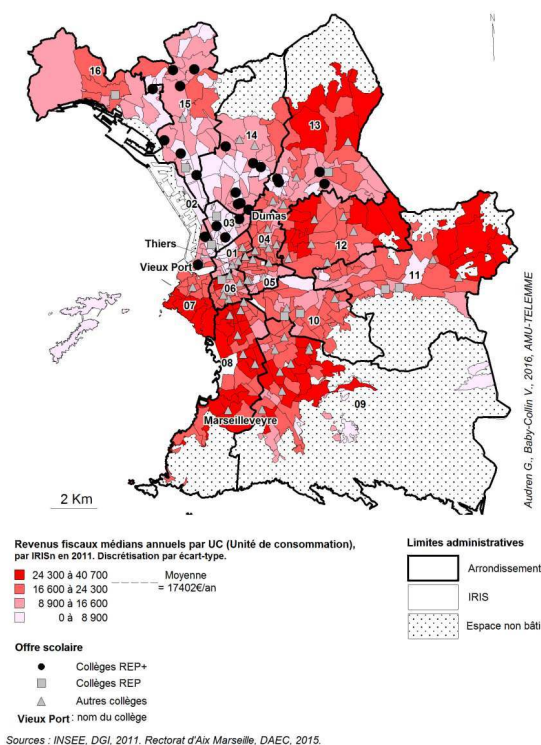 N
16
15
14
13
02
03
Dumas
Thiers
01
04
12
Vieux Port
05
11
06
07
10
08
09
Marseilleveyre
2 Km
Audren G., Baby-Collin V., 2016, AMU-TELEMME
Revenus fiscaux médians annuels par UC (Unité de consommation),
par IRISn en 2011. Discrétisation par écart-type.
24 300 à 40 700
16 600 à 24 300
8 900 à 16 600
0 à 8 900
Moyenne
= 17402€/an
Offre scolaire
Collèges REP+
Collèges REP
Autres collèges
Vieux Port : nom du collège
Limites administratives
Arrondissement
IRIS
Espace non bâti
Sources : INSEE, DGI, 2011. Rectorat d'Aix Marseille, DAEC, 2015.